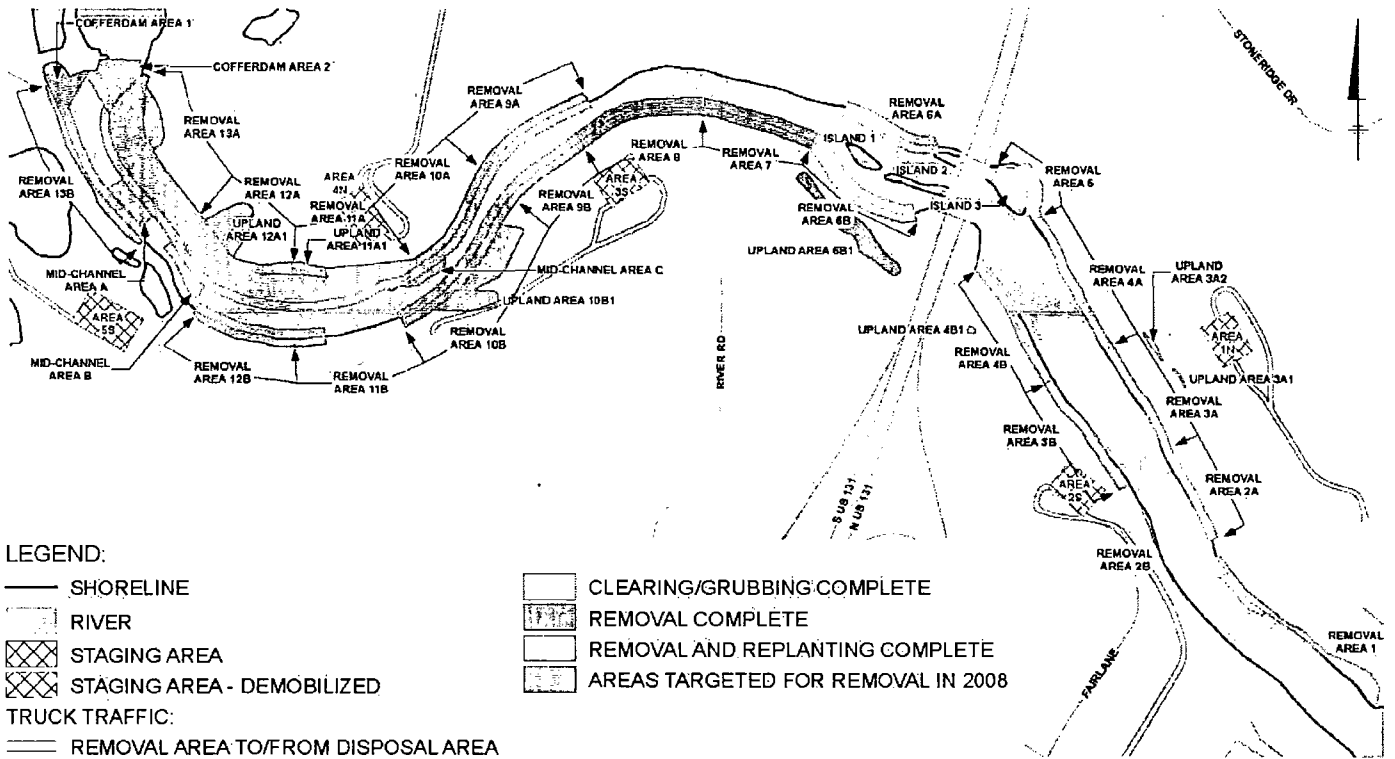 COFFERDAM AREA 1
COFFERDAM AREA 2
REMOVAL
AREA 13A
REMOVAL
AREA 13B
REMOVAL
AREA 12A
UPLAND
AREA 12A1
MID-CHANNEL
AREA A
AREA
5S
MID-CHANNEL
AREA B
REMOVAL
AREA 12B
REMOVAL
AREA 11B
REMOVAL
AREA 11A
UPLAND
AREA 11A1
AREA
4N
REMOVAL
AREA 10A
REMOVAL
AREA 9A
REMOVAL
AREA 9B
MID-CHANNEL AREA C
UPLAND AREA 10B1
REMOVAL
AREA 10B
AREA
3S
REMOVAL
AREA 8
REMOVAL
AREA 7
REMOVAL
AREA 6A
ISLAND 1
ISLAND 2
ISLAND 3
REMOVAL
AREA 6B
UPLAND AREA 6B1
REMOVAL
AREA 5
STONERIDGE DR
RIVER RD
S US 131
N US 131
REMOVAL
AREA 4A
UPLAND
AREA 3A2
UPLAND AREA 4B1
REMOVAL
AREA 4B
AREA
1N
UPLAND AREA 3A1
REMOVAL
AREA 3A
REMOVAL
AREA 3B
AREA
2S
REMOVAL
AREA 2A
REMOVAL
AREA 2B
REMOVAL
AREA 1
FAIRLANE
LEGEND:
SHORELINE
RIVER
STAGING AREA
STAGING AREA - DEMOBILIZED
TRUCK TRAFFIC:
REMOVAL AREA TO/FROM DISPOSAL AREA
CLEARING/GRUBBING COMPLETE
REMOVAL COMPLETE
REMOVAL AND REPLANTING COMPLETE
AREAS TARGETED FOR REMOVAL IN 2008